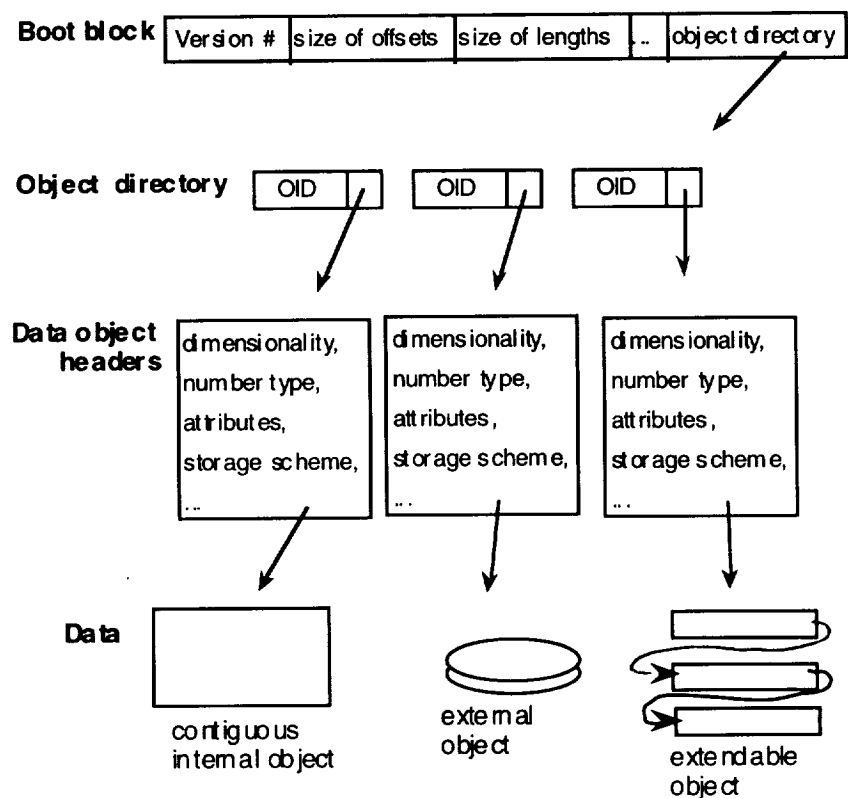 Boot block Version # size of offsets size of lengths ... object directory
Object directory OID OID OID
Data object headers
dimensionality,
number type,
attributes,
storage scheme,
...
dimensionality,
number type,
attributes,
storage scheme,
...
dimensionality,
number type,
attributes,
storage scheme,
...
Data
contiguous
internal object
external
object
extendable
object